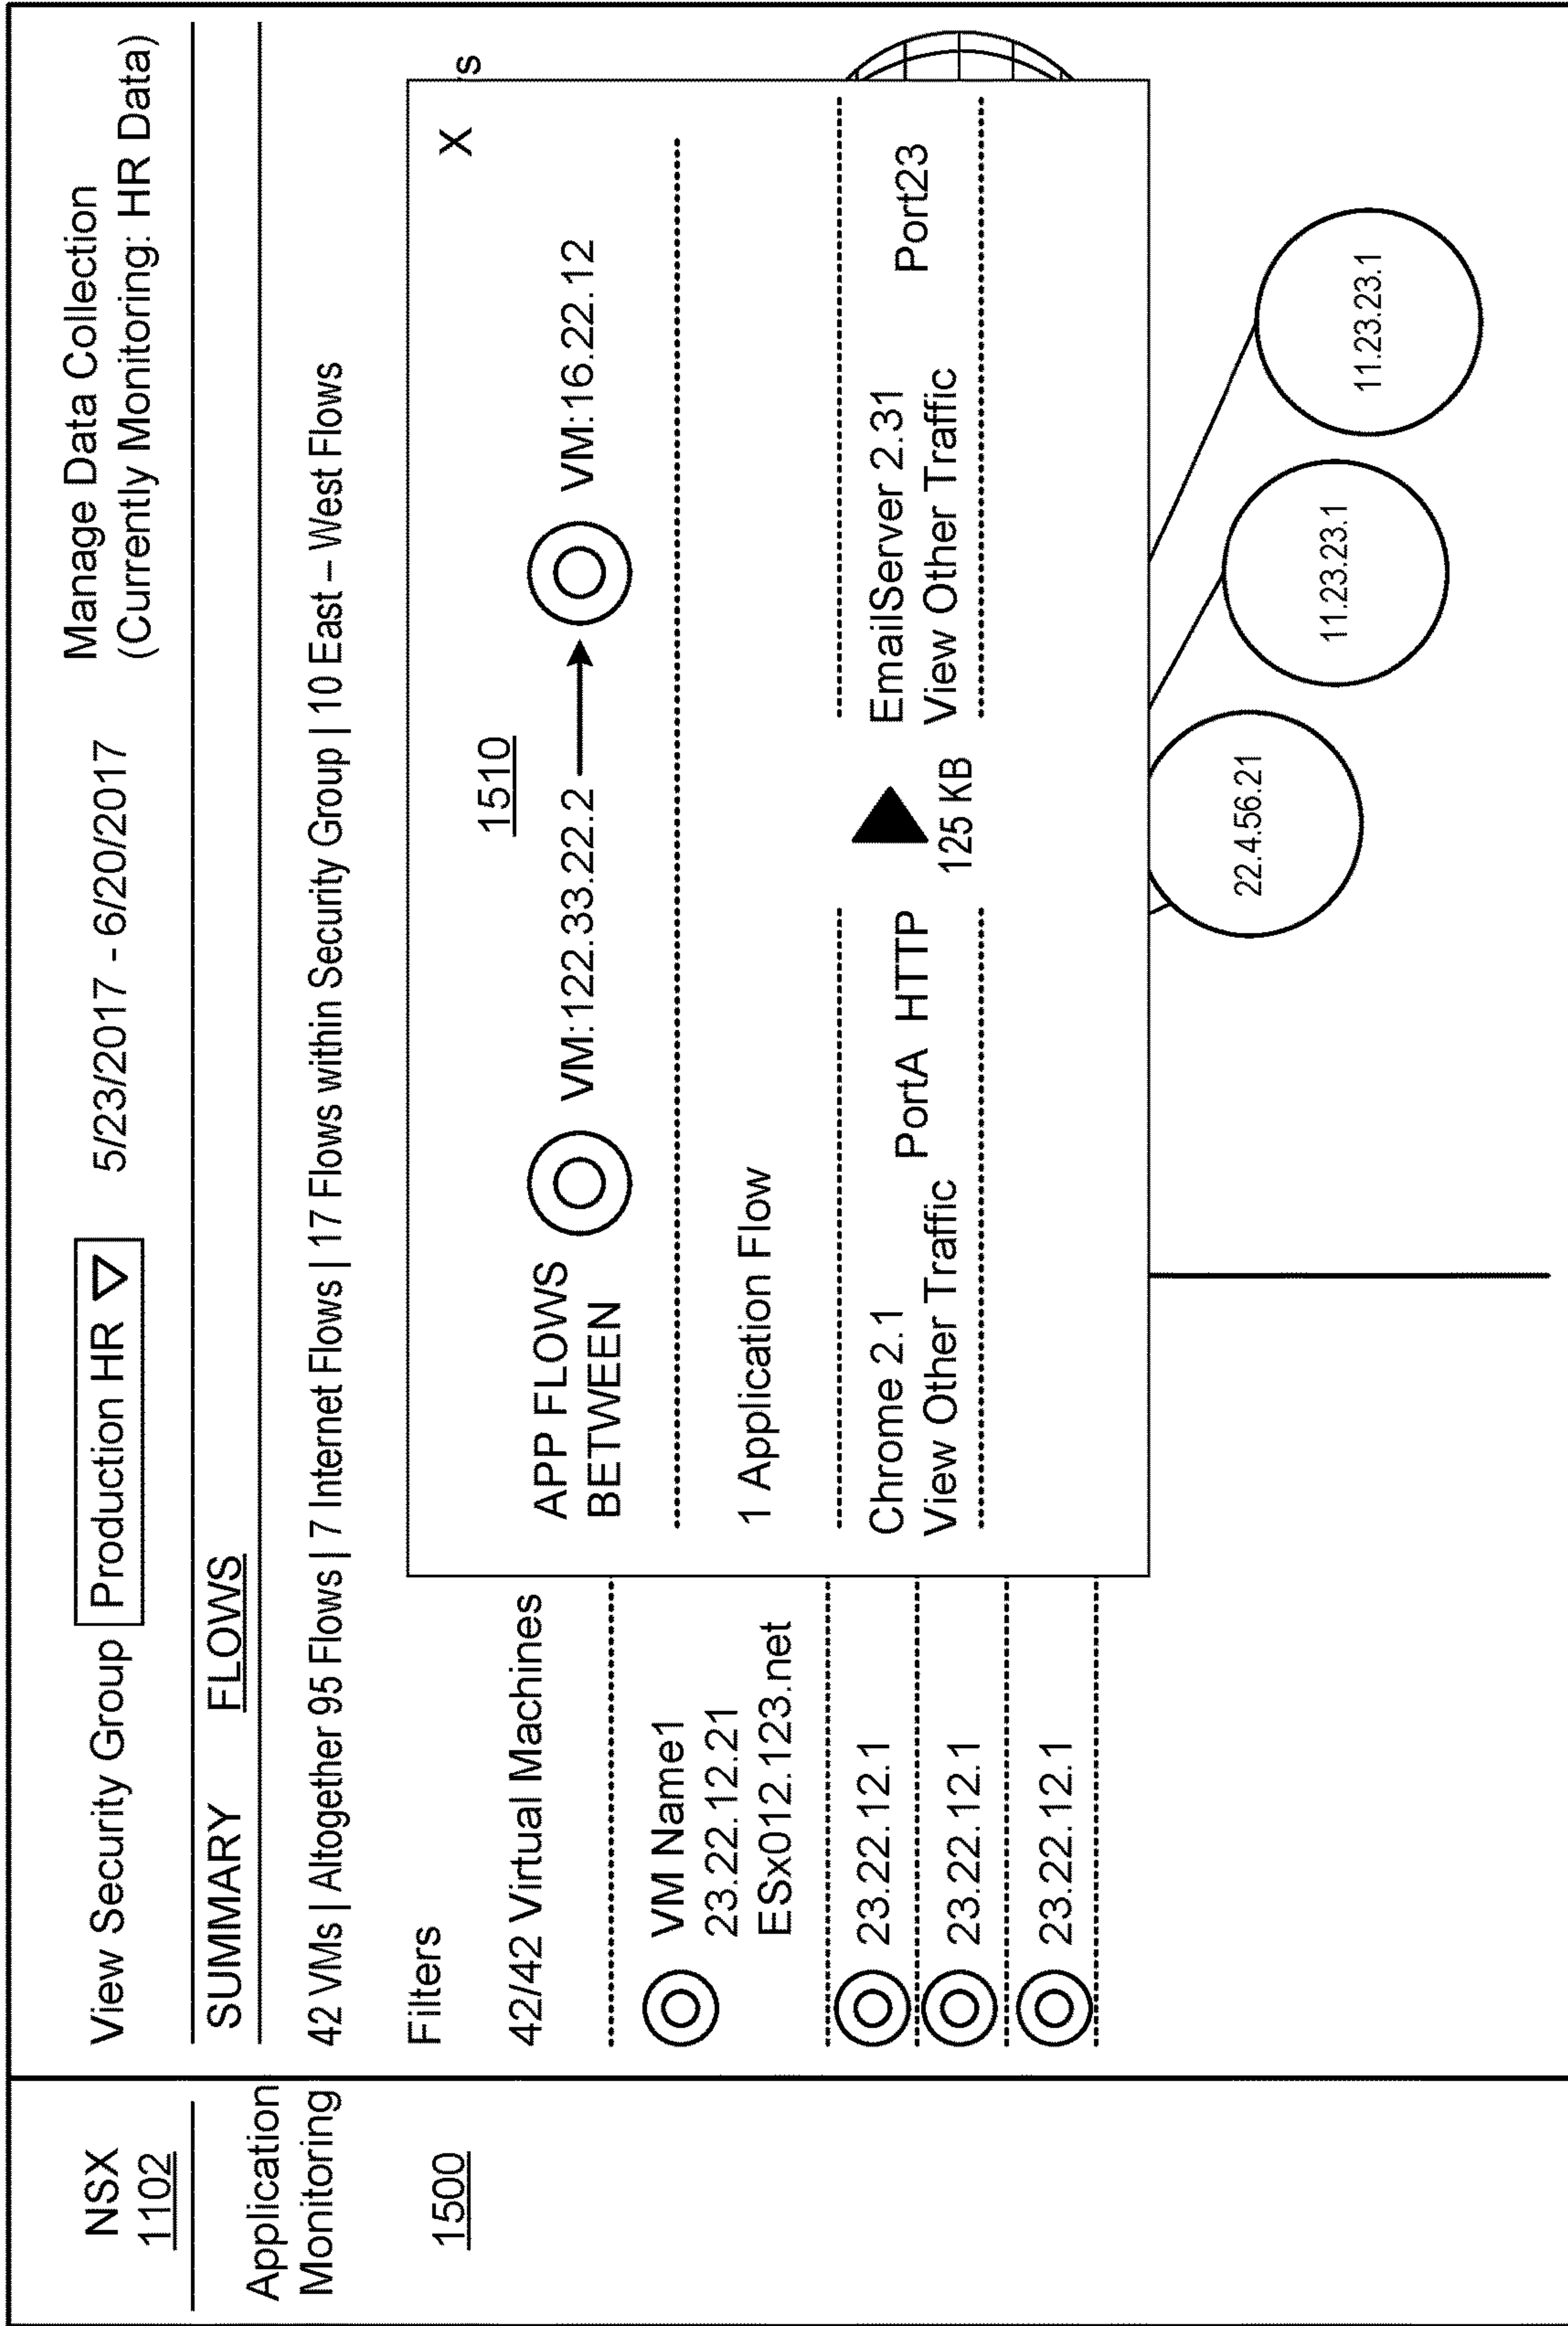 NSX
1102
Application
Monitoring
1500
View Security Group Production HR 5/23/2017 - 6/20/2017
Manage Data Collection
(Currently Monitoring: HR Data)
SUMMARY FLOWS
42 VMs | Altogether 95 Flows | 7 Internet Flows | 17 Flows within Security Group | 10 East – West Flows
Filters
42/42 Virtual Machines
VM Name1
23.22.12.21
ESx012.123.net
23.22.12.1
23.22.12.1
23.22.12.1
s
X
1510
APP FLOWS
BETWEEN
VM:122.33.22.2 VM:16.22.12
1 Application Flow
Chrome 2.1
View Other Traffic
PortA HTTP
125 KB
EmailServer 2.31
View Other Traffic
Port23
22.4.56.21
11.23.23.1
11.23.23.1